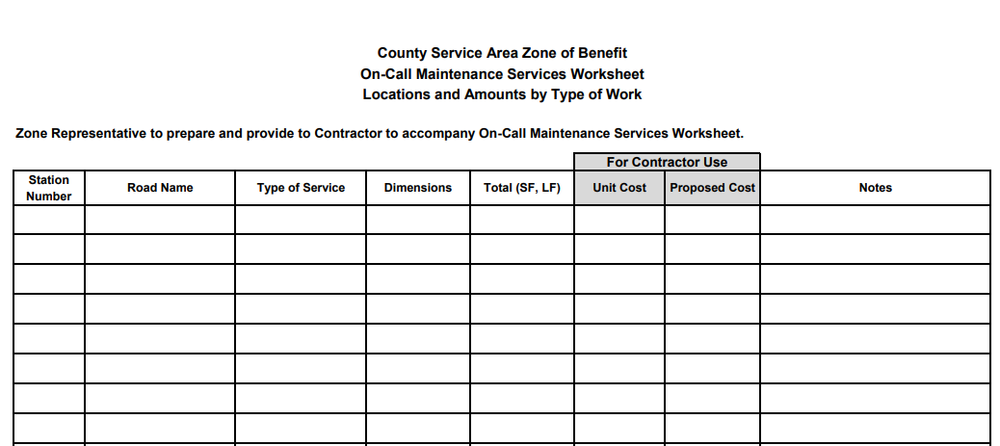 County Service Area Zone of Benefit
On-Call Maintenance Services Worksheet
Locations and Amounts by Type of Work
Zone Representative to prepare and provide to Contractor to accompany On-Call Maintenance Services Worksheet.
For Contractor Use
Station
Number
Road Name
Type of Service
Dimensions
Total (SF, LF)
Unit Cost
Proposed Cost
Notes